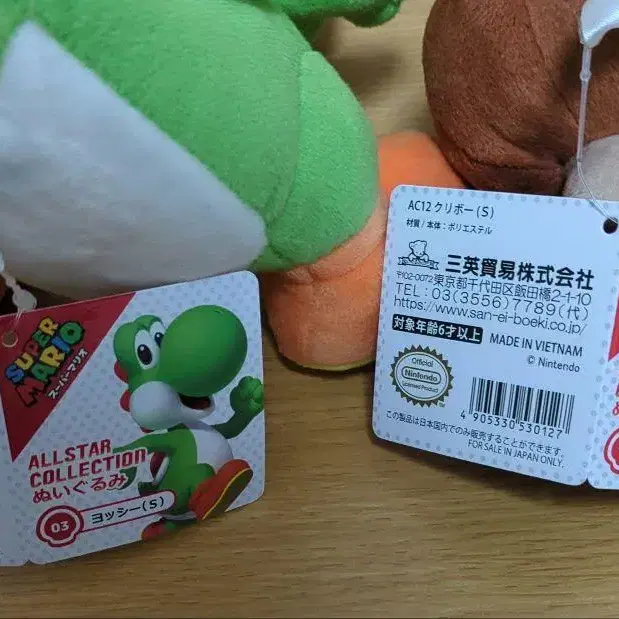 SUPER
MARIO
スーパーマリオ
ALLSTAR
COLLECTION
ぬいぐるみ
03 ヨッシー(S)
AC12 クリボー(S)
材質/本体:ポリエステル
三英貿易株式会社
〒102-0072
東京都千代田区飯田橋2-1-10
TEL:03(3556)7789(代)
https://www.san-ei-boeki.co.jp/
対象年齢6才以上 MADE IN VIETNAM
© Nintendo
Official
Nintendo
Licensed Product
4 905330 530127
この製品は日本国内でのみ販売することができます。
FOR SALE IN JAPAN ONLY.